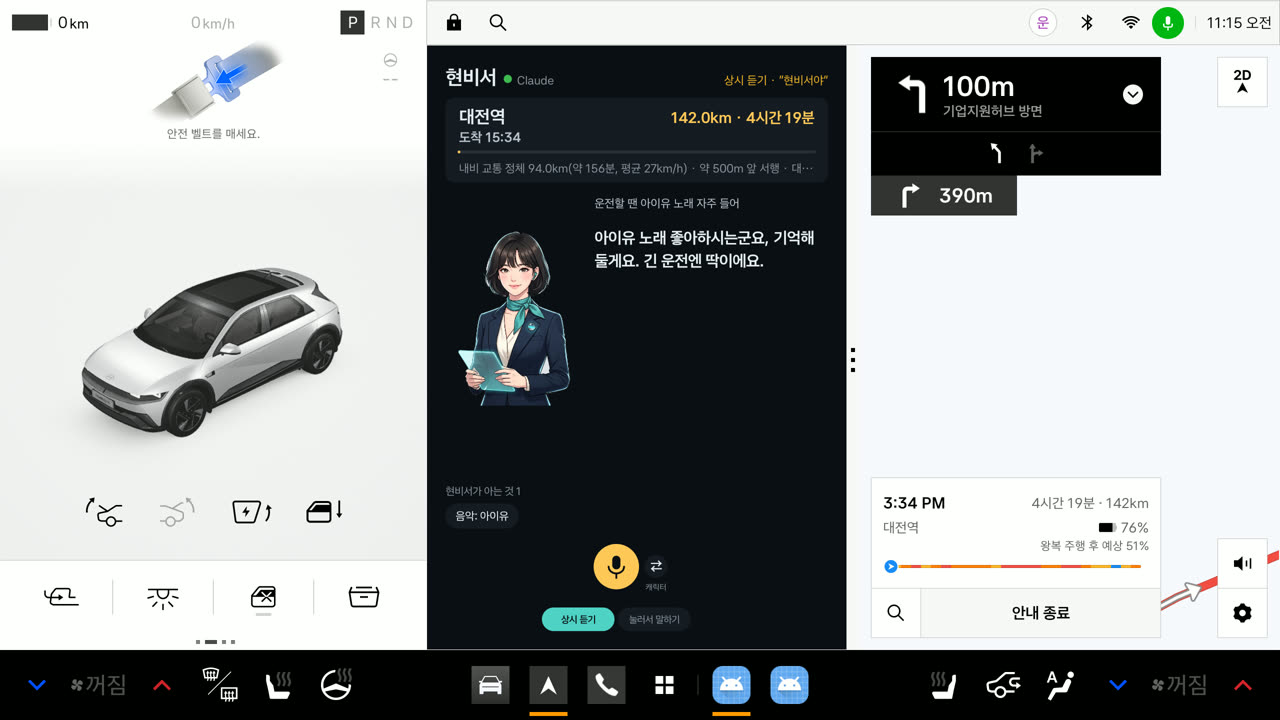 0 km
0 km/h
P R N D
안전 벨트를 매세요.
운
11:15 오전
현비서
Claude
상시 듣기 · "현비서야"
대전역
142.0km · 4시간 19분
도착 15:34
내비 교통 정체 94.0km(약 156분, 평균 27km/h) · 약 500m 앞 서행 · 대…
운전할 땐 아이유 노래 자주 들어
아이유 노래 좋아하시는군요, 기억해
둘게요. 긴 운전엔 딱이에요.
현비서가 아는 것 1
음악: 아이유
캐릭터
상시 듣기
눌러서 말하기
100m
기업지원허브 방면
390m
2D
3:34 PM
4시간 19분 · 142km
대전역
76%
왕복 주행 후 예상 51%
안내 종료
꺼짐
A
꺼짐